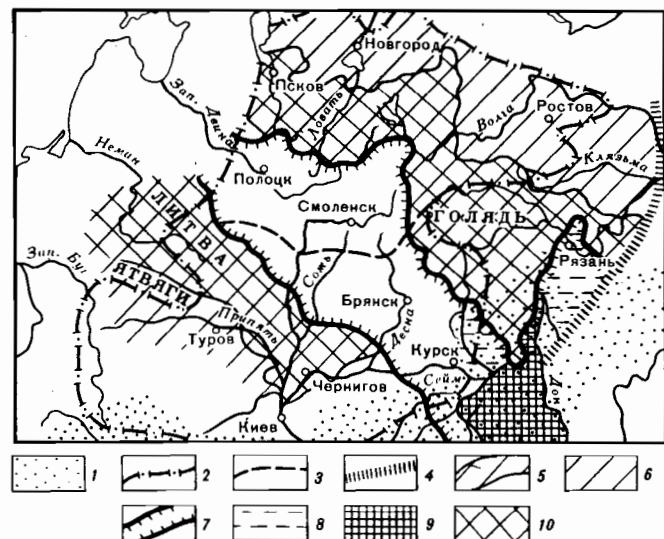 Новгород
Псков
Ловать
Зап. Двина
Волга
Ростов
Клязьма
Неман
Полоцк
Смоленск
ГОЛЯДЬ
ЛИТВА
Рязань
Зап. Буг
ЯТВЯГИ
Сожь
Брянск
Припять
Десна
Туров
Курск
Чернигов
Сейм
Дон
Киев
1 2 3 4 5 6
7 8 9 10